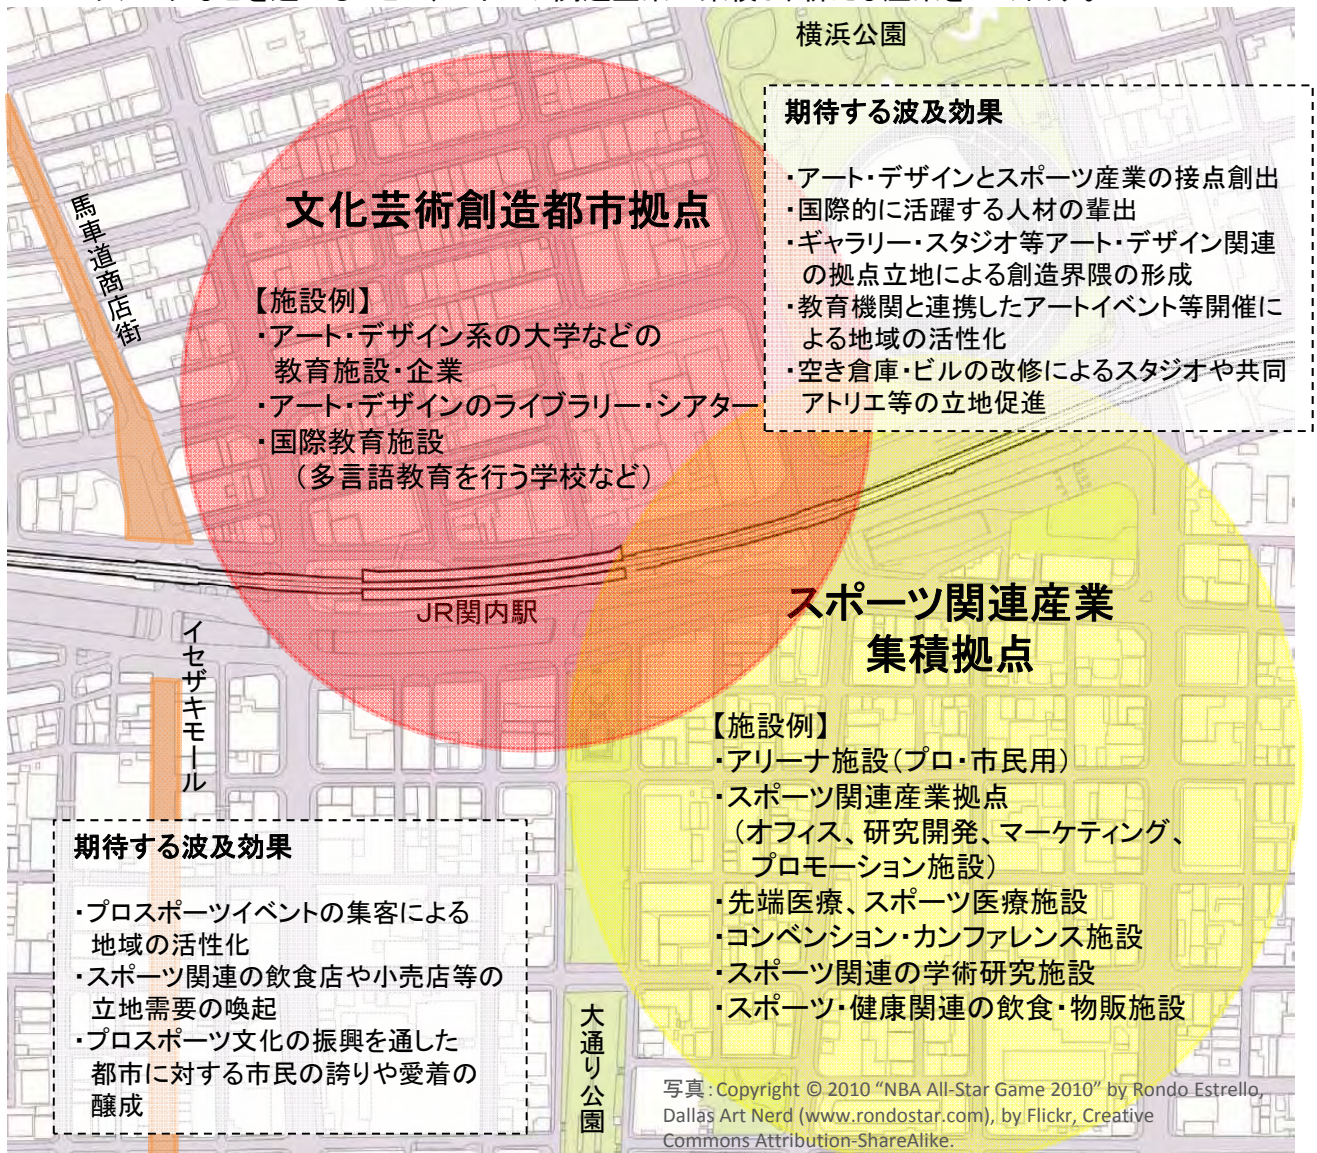 横浜公園
期待する波及効果
・アート・デザインとスポーツ産業の接点創出
・国際的に活躍する人材の輩出
・ギャラリー・スタジオ等アート・デザイン関連
の拠点立地による創造界隈の形成
・教育機関と連携したアートイベント等開催に
よる地域の活性化
・空き倉庫・ビルの改修によるスタジオや共同
アトリエ等の立地促進
馬車道商店街
文化芸術創造都市拠点
【施設例】
・アート・デザイン系の大学などの
教育施設・企業
・アート・デザインのライブラリー・シアター
・国際教育施設
（多言語教育を行う学校など）
JR関内駅
イセザキモール
スポーツ関連産業
集積拠点
【施設例】
・アリーナ施設（プロ・市民用）
・スポーツ関連産業拠点
（オフィス、研究開発、マーケティング、
プロモーション施設）
・先端医療、スポーツ医療施設
・コンベンション・カンファレンス施設
・スポーツ関連の学術研究施設
・スポーツ・健康関連の飲食・物販施設
期待する波及効果
・プロスポーツイベントの集客による
地域の活性化
・スポーツ関連の飲食店や小売店等の
立地需要の喚起
・プロスポーツ文化の振興を通した
都市に対する市民の誇りや愛着の
醸成
大通り公園
写真：Copyright © 2010 “NBA All-Star Game 2010” by Rondo Estrello,
Dallas Art Nerd (www.rondostar.com), by Flickr, Creative
Commons Attribution-ShareAlike.